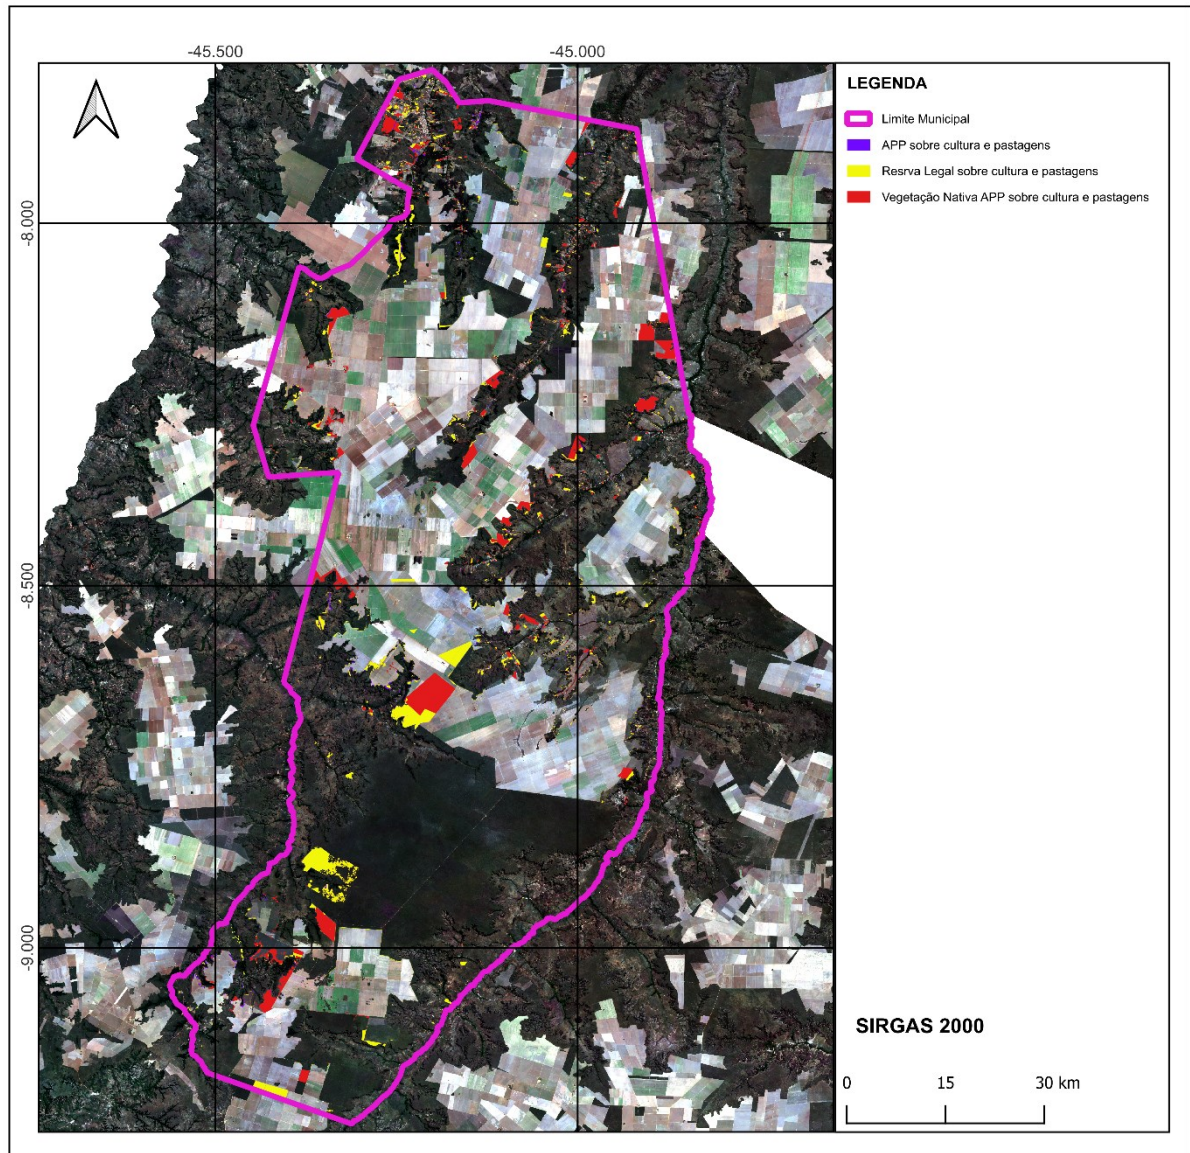 -45.500
-45.000
-8.000
-8.500
-9.000
LEGENDA
Limite Municipal
APP sobre cultura e pastagens
Resrva Legal sobre cultura e pastagens
Vegetação Nativa APP sobre cultura e pastagens
SIRGAS 2000
0 15 30 km